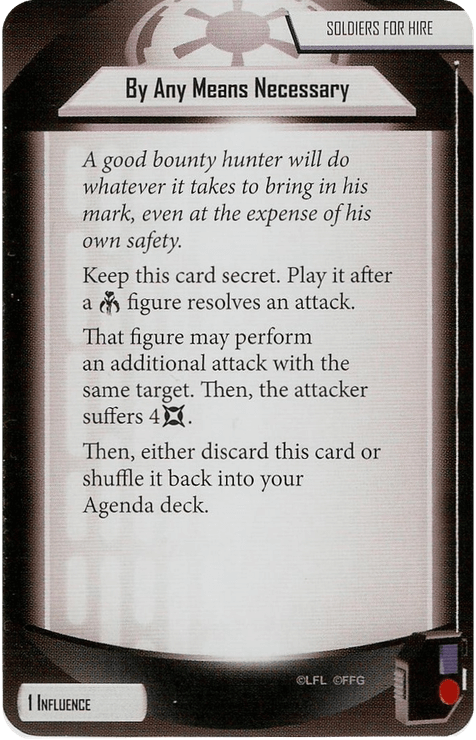 SOLDIERS FOR HIRE
By Any Means Necessary
A good bounty hunter will do
whatever it takes to bring in his
mark, even at the expense of his
own safety.
Keep this card secret. Play it after
a figure resolves an attack.
That figure may perform
an additional attack with the
same target. Then, the attacker
suffers 4.
Then, either discard this card or
shuffle it back into your
Agenda deck.
©LFL ©FFG
1 INFLUENCE